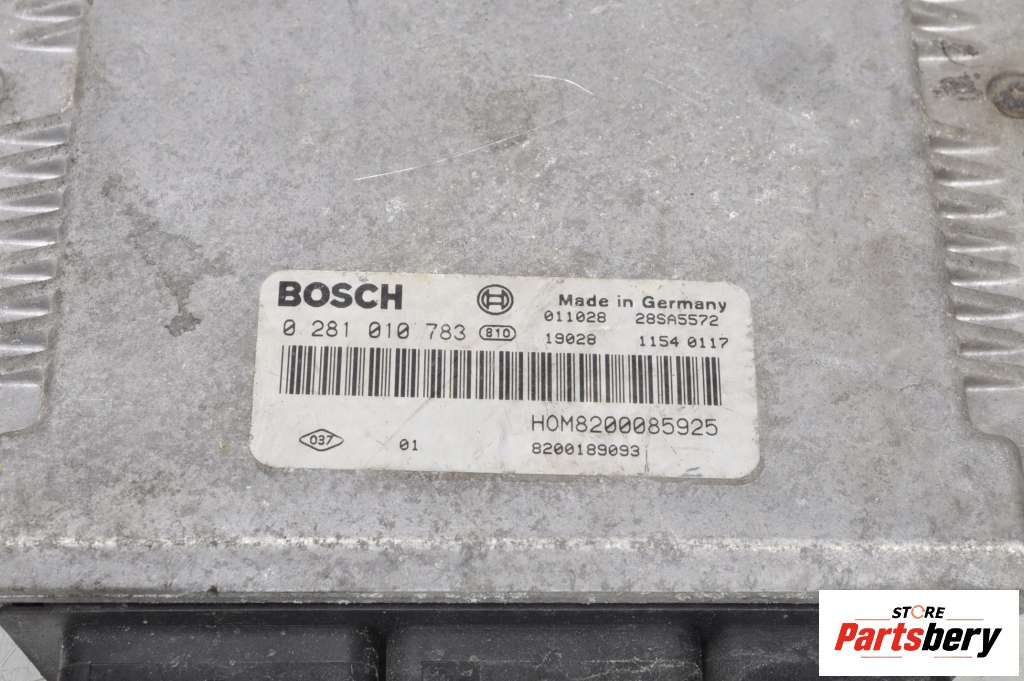 BOSCH
Made in Germany
011028 28SA5572
0 281 010 783 810
19028 1154 0117
HOM8200085925
037 01
8200189093
STORE
Partsbery